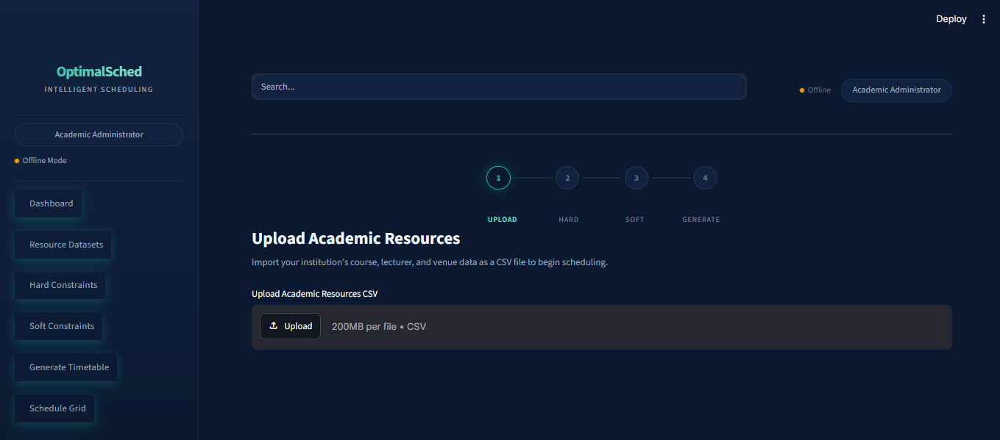 Deploy
OptimalSched
INTELLIGENT SCHEDULING
Academic Administrator
Offline Mode
Dashboard
Resource Datasets
Hard Constraints
Soft Constraints
Generate Timetable
Schedule Grid
Search...
Offline
Academic Administrator
1 2 3 4
UPLOAD HARD SOFT GENERATE
Upload Academic Resources
Import your institution's course, lecturer, and venue data as a CSV file to begin scheduling.
Upload Academic Resources CSV
Upload 200MB per file • CSV